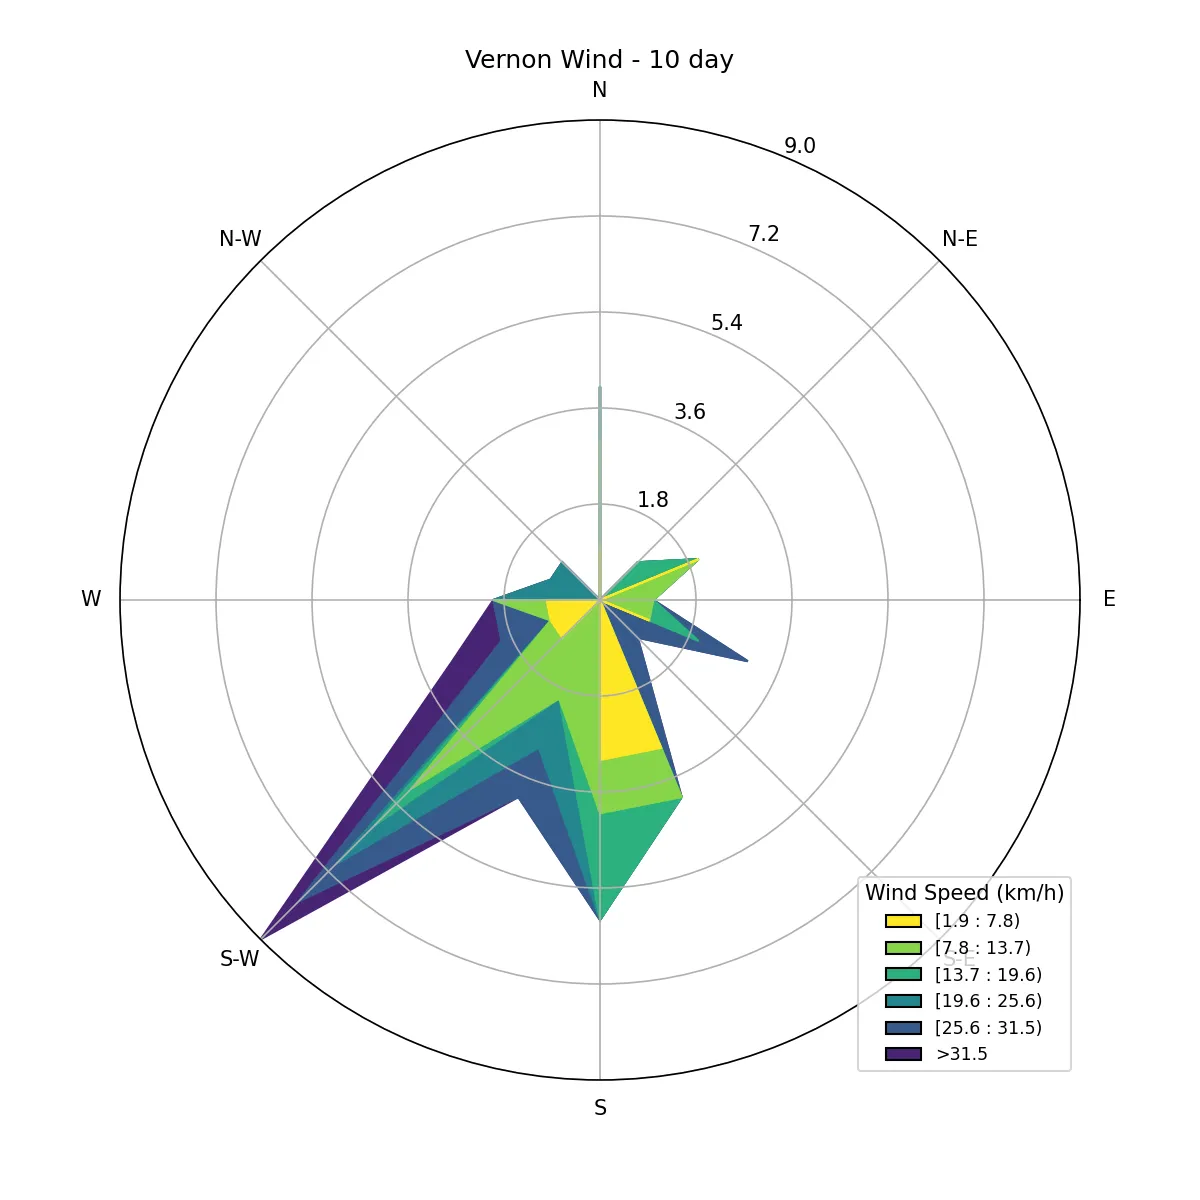 Vernon Wind - 10 day
N
9.0
7.2
N-W
N-E
5.4
3.6
1.8
W
E
Wind Speed (km/h)
[1.9 : 7.8)
[7.8 : 13.7)
S-W
S-E
[13.7 : 19.6)
[19.6 : 25.6)
[25.6 : 31.5)
>31.5
S